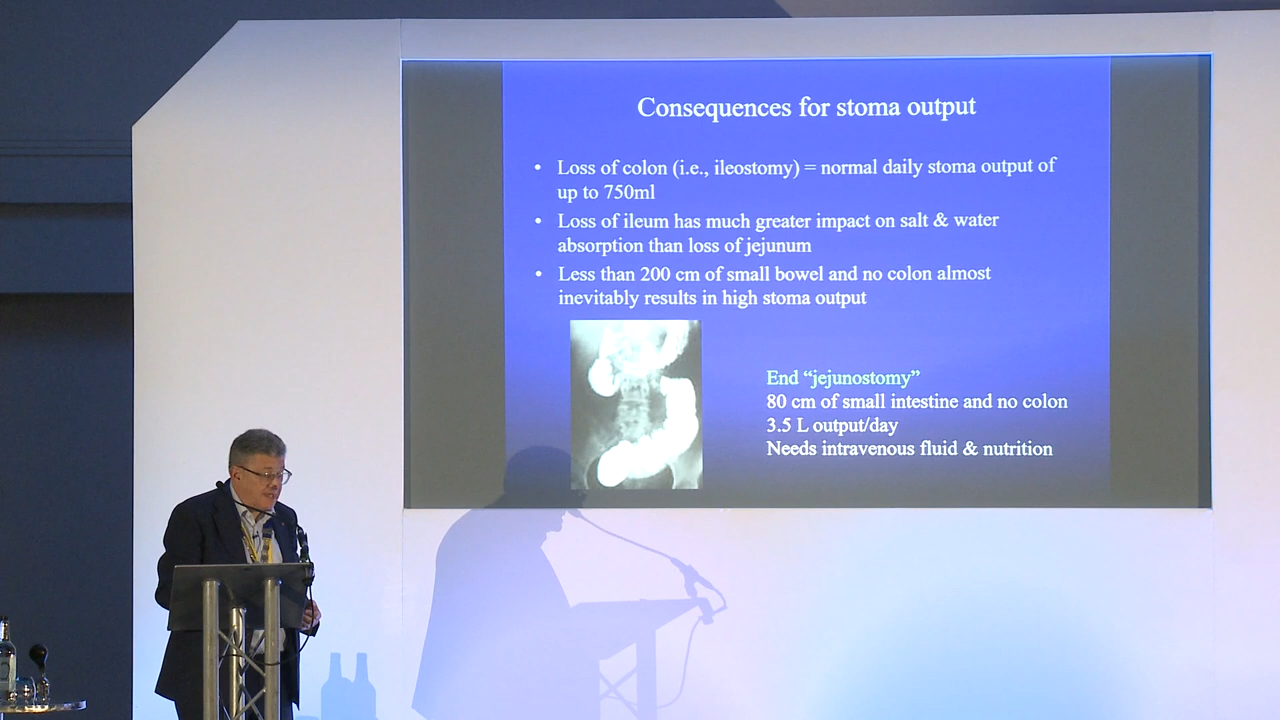 Consequences for stoma output
• Loss of colon (i.e., ileostomy) = normal daily stoma output of
up to 750ml
• Loss of ileum has much greater impact on salt & water
absorption than loss of jejunum
• Less than 200 cm of small bowel and no colon almost
inevitably results in high stoma output
End “jejunostomy”
80 cm of small intestine and no colon
3.5 L output/day
Needs intravenous fluid & nutrition